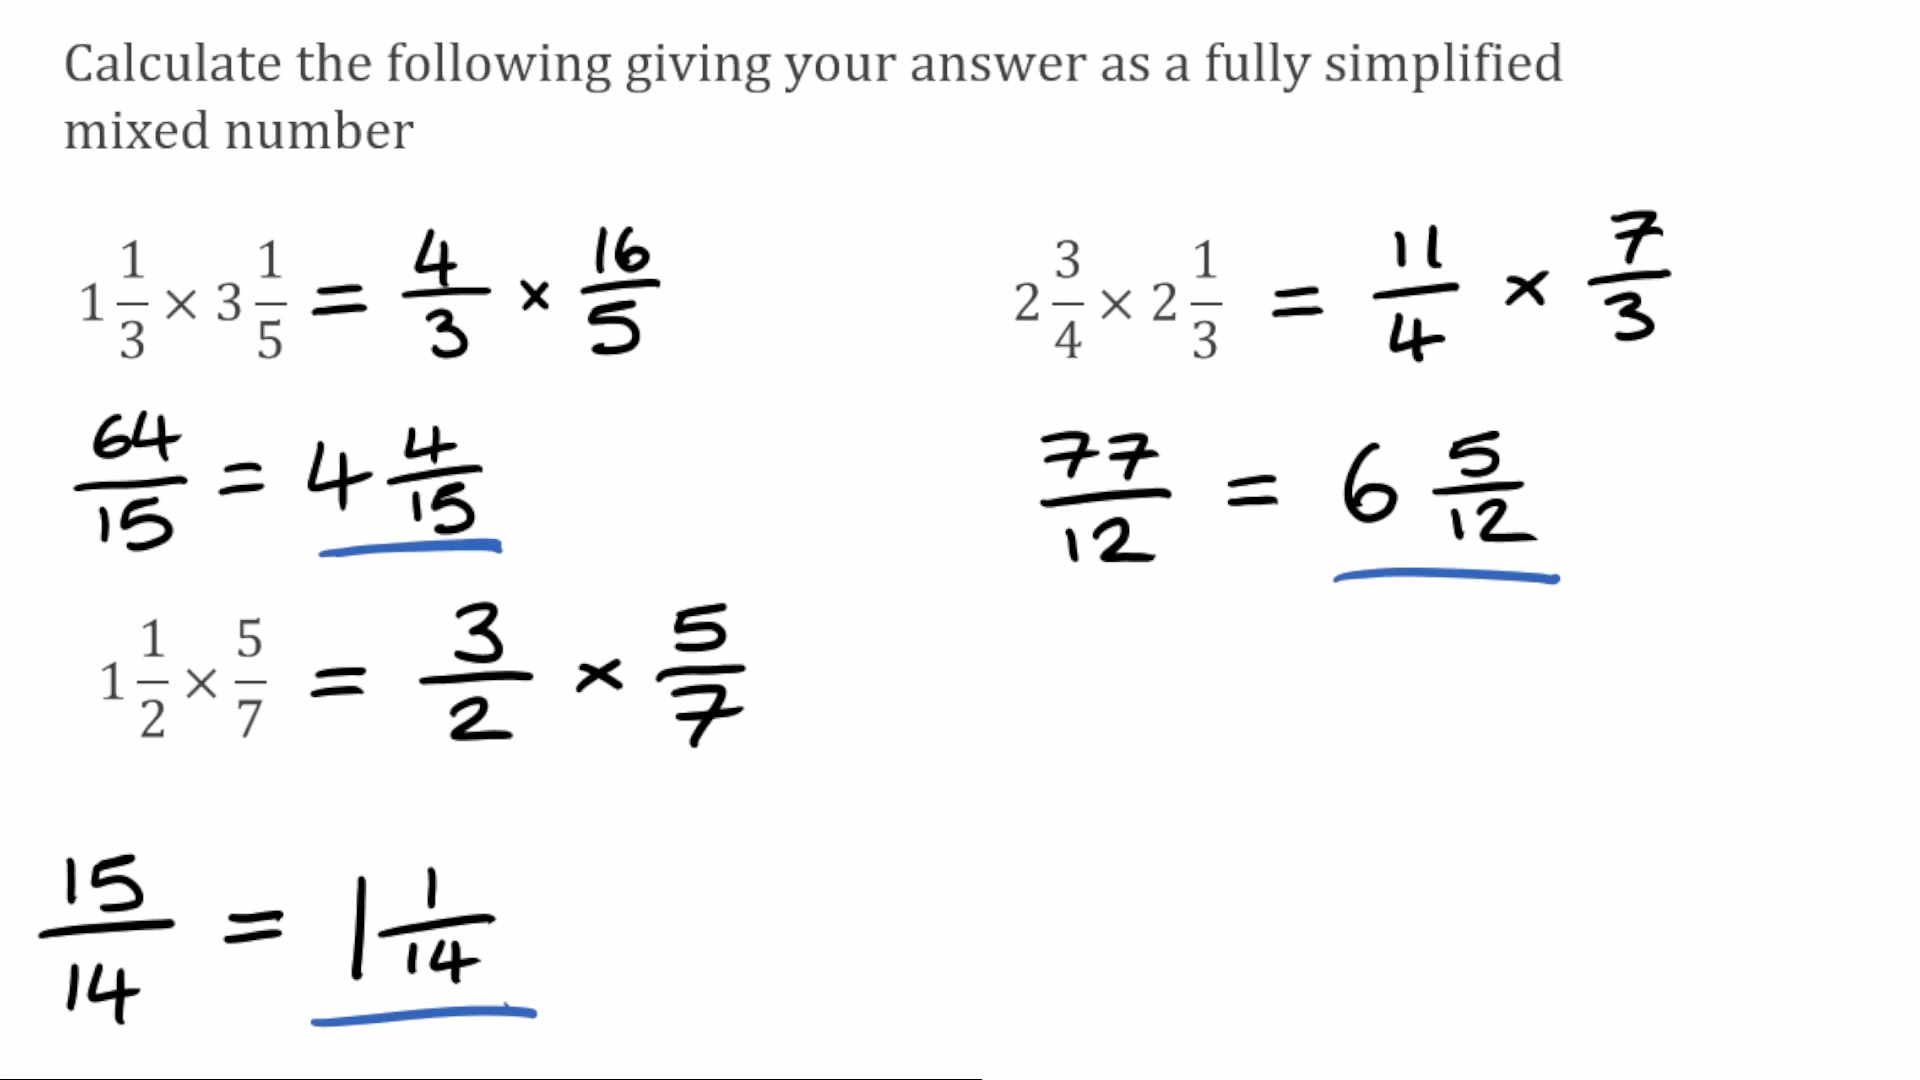 Calculate the following giving your answer as a fully simplified
mixed number
1 1/3 × 3 1/5 = 4/3 × 16/5
64/15 = 4 4/15
1 1/2 × 5/7 = 3/2 × 5/7
15/14 = 1 1/14
2 3/4 × 2 1/3 = 11/4 × 7/3
77/12 = 6 5/12